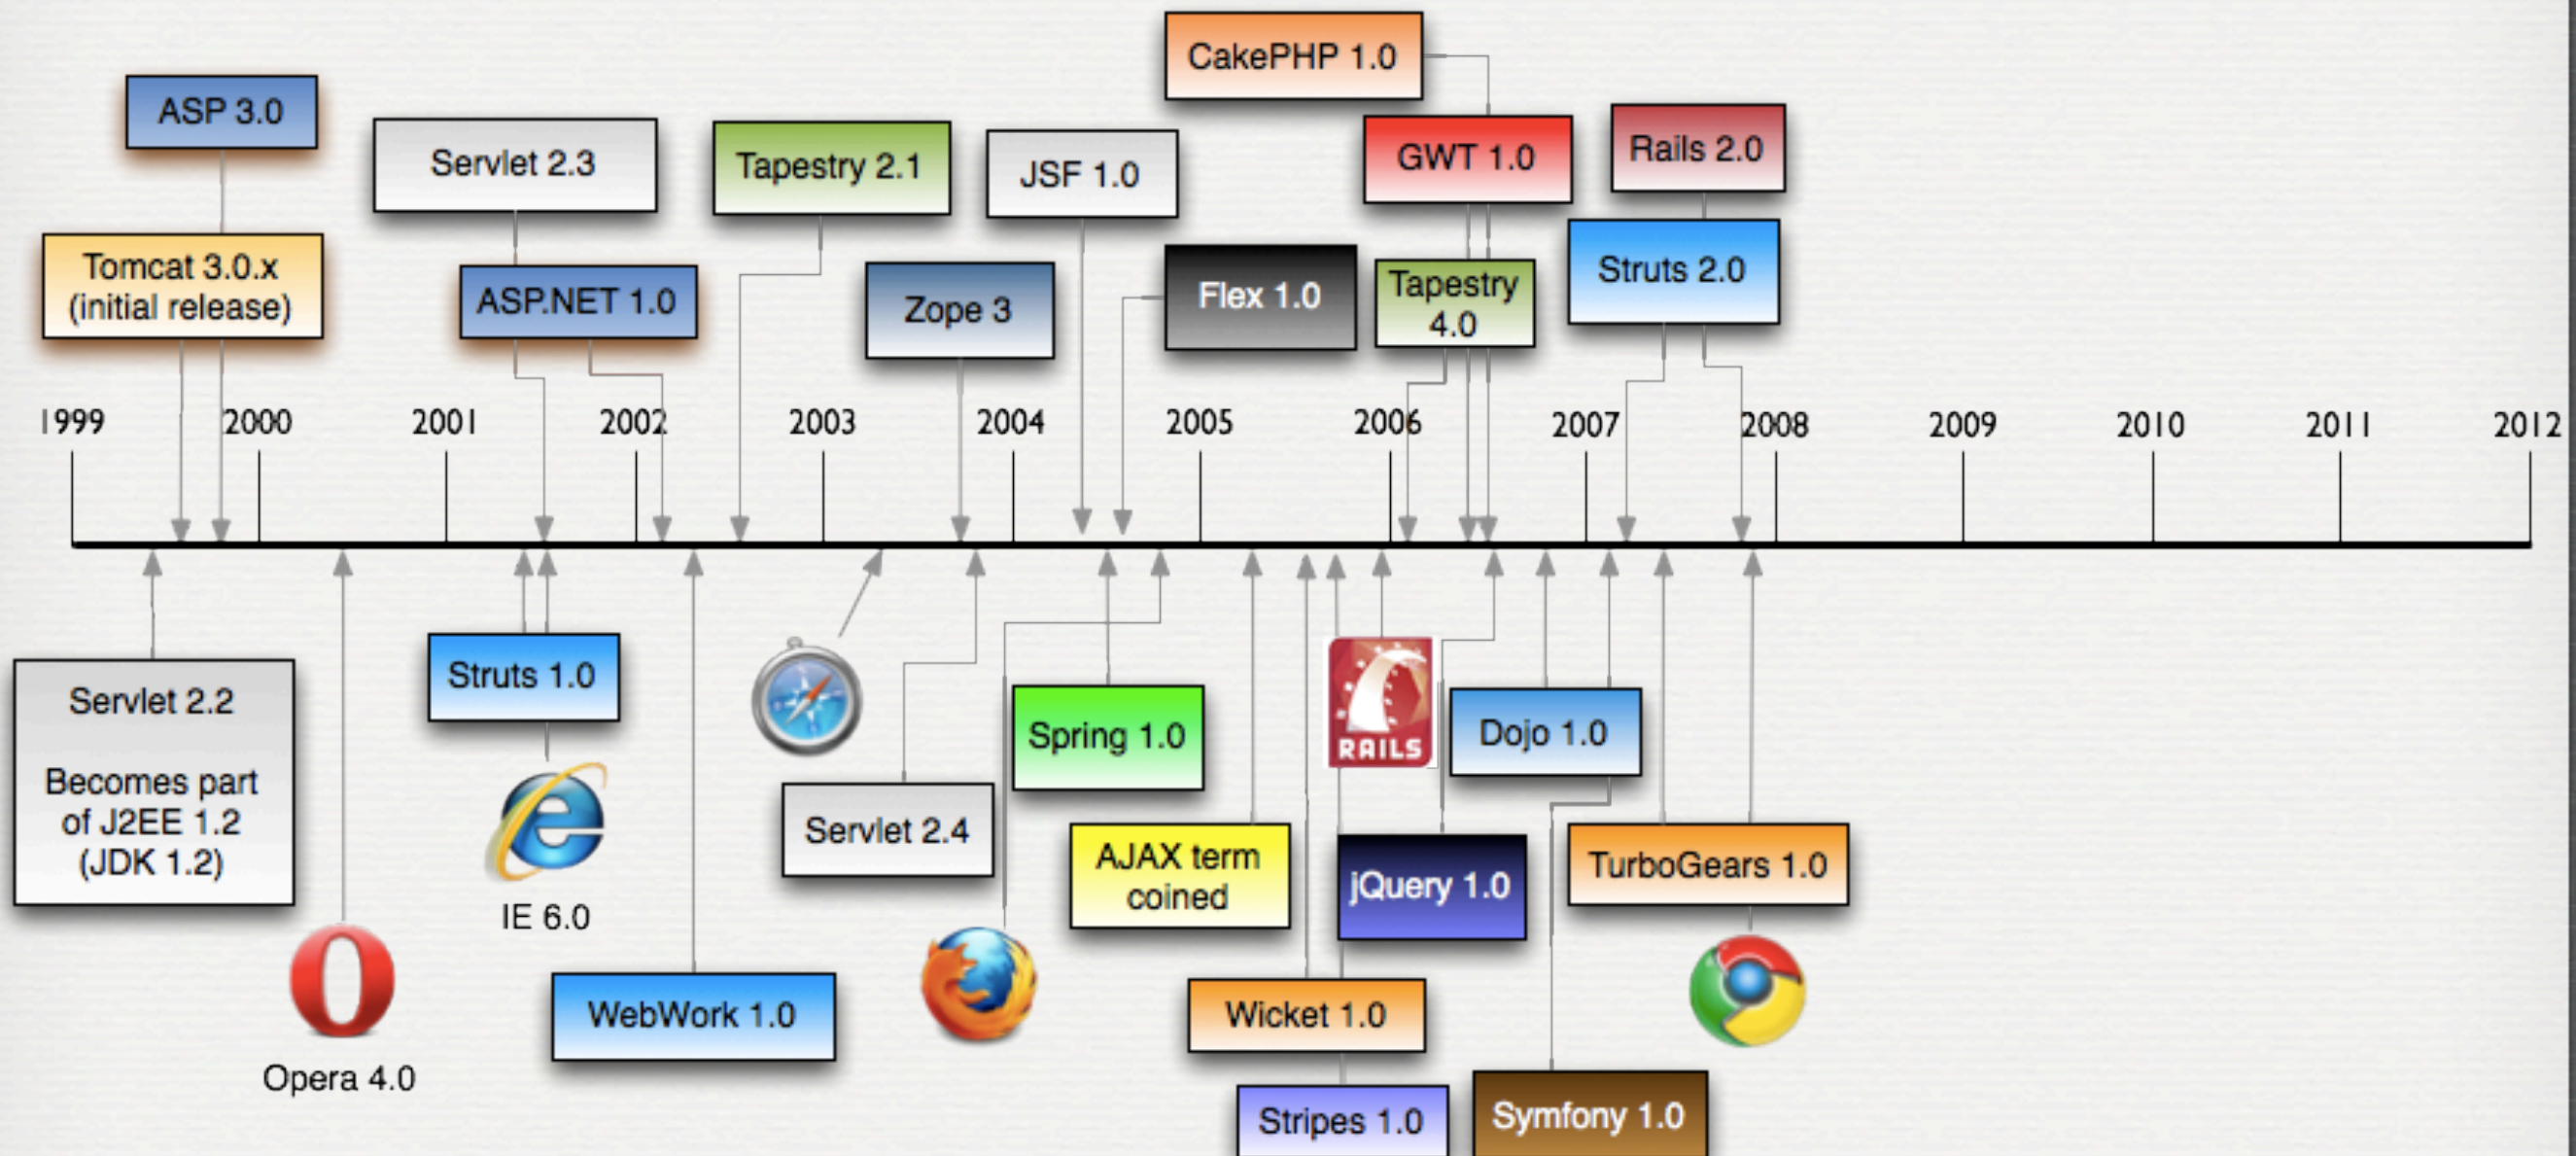 CakePHP 1.0
ASP 3.0
Servlet 2.3
Tapestry 2.1
JSF 1.0
GWT 1.0
Rails 2.0
Tomcat 3.0.x
(initial release)
ASP.NET 1.0
Zope 3
Flex 1.0
Tapestry
4.0
Struts 2.0
1999 2000 2001 2002 2003 2004 2005 2006 2007 2008 2009 2010 2011 2012
Servlet 2.2
Becomes part
of J2EE 1.2
(JDK 1.2)
Struts 1.0
IE 6.0
Opera 4.0
WebWork 1.0
Servlet 2.4
Spring 1.0
AJAX term
coined
RAILS
Dojo 1.0
jQuery 1.0
TurboGears 1.0
Wicket 1.0
Stripes 1.0
Symfony 1.0